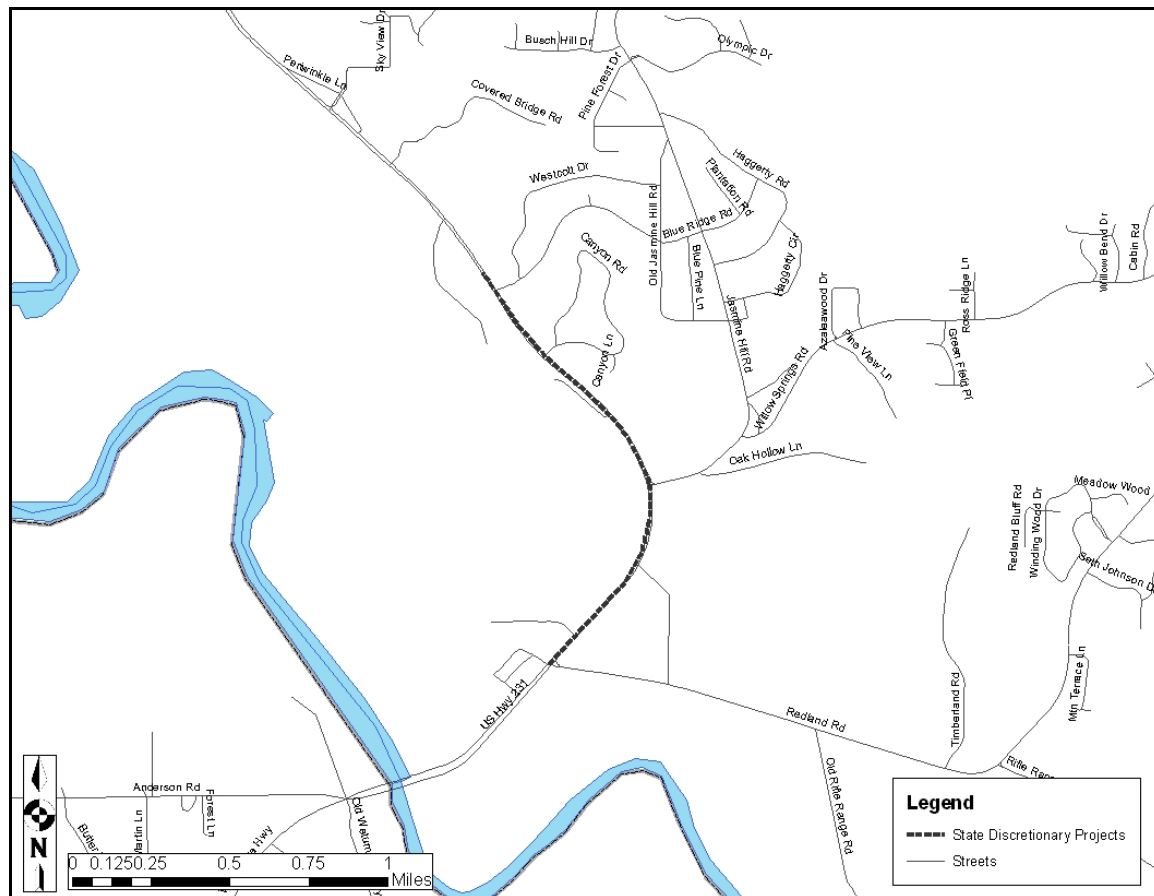 Sky View Dr
Busch Hill Dr
Olympic Dr
Periwinkle Ln
Pine Forest Dr
Covered Bridge Rd
Haggerty Rd
Westcott Dr
Plantation Rd
Old Jasmine Hill Rd
Blue Ridge Rd
Willow Bend Dr
Cabin Rd
Canyon Rd
Blue Pine Ln
Haggerty Cir
Azaleawood Dr
Ross Ridge Ln
Jasmine Hill Rd
Canyon Ln
Pine View Ln
Green Field Pl
Willow Springs Rd
Oak Hollow Ln
Meadow Wood
Redland Bluff Rd
Winding Wood Dr
Seth Johnson D
Mtn Terrace Ln
US Hwy 231
Timberland Rd
Redland Rd
Old Rifle Range Rd
Rifle Ran
Anderson Rd
Forest Ln
Martin Ln
Butler
Old Wetum
Hwy
N
0 0.125 0.25 0.5 0.75 1
Miles
Legend
State Discretionary Projects
Streets